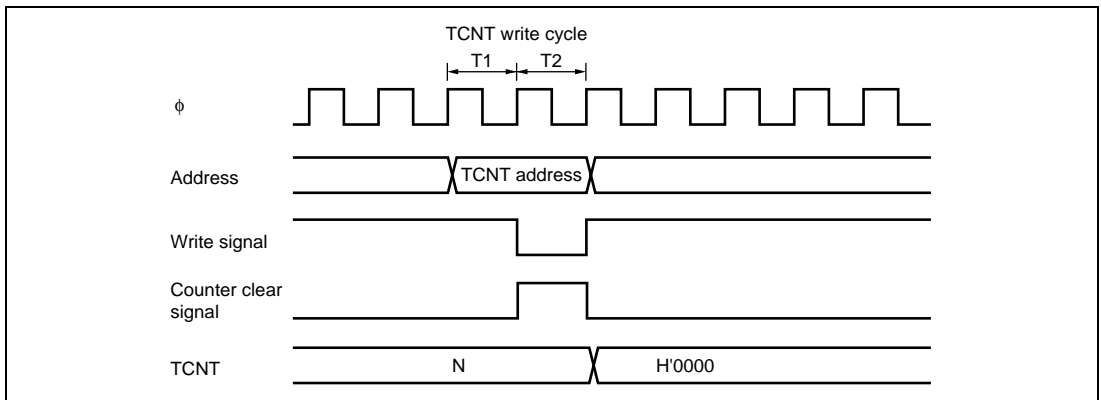 TCNT write cycle
T1 T2
ϕ
Address
TCNT address
Write signal
Counter clear
signal
TCNT
N
H'0000